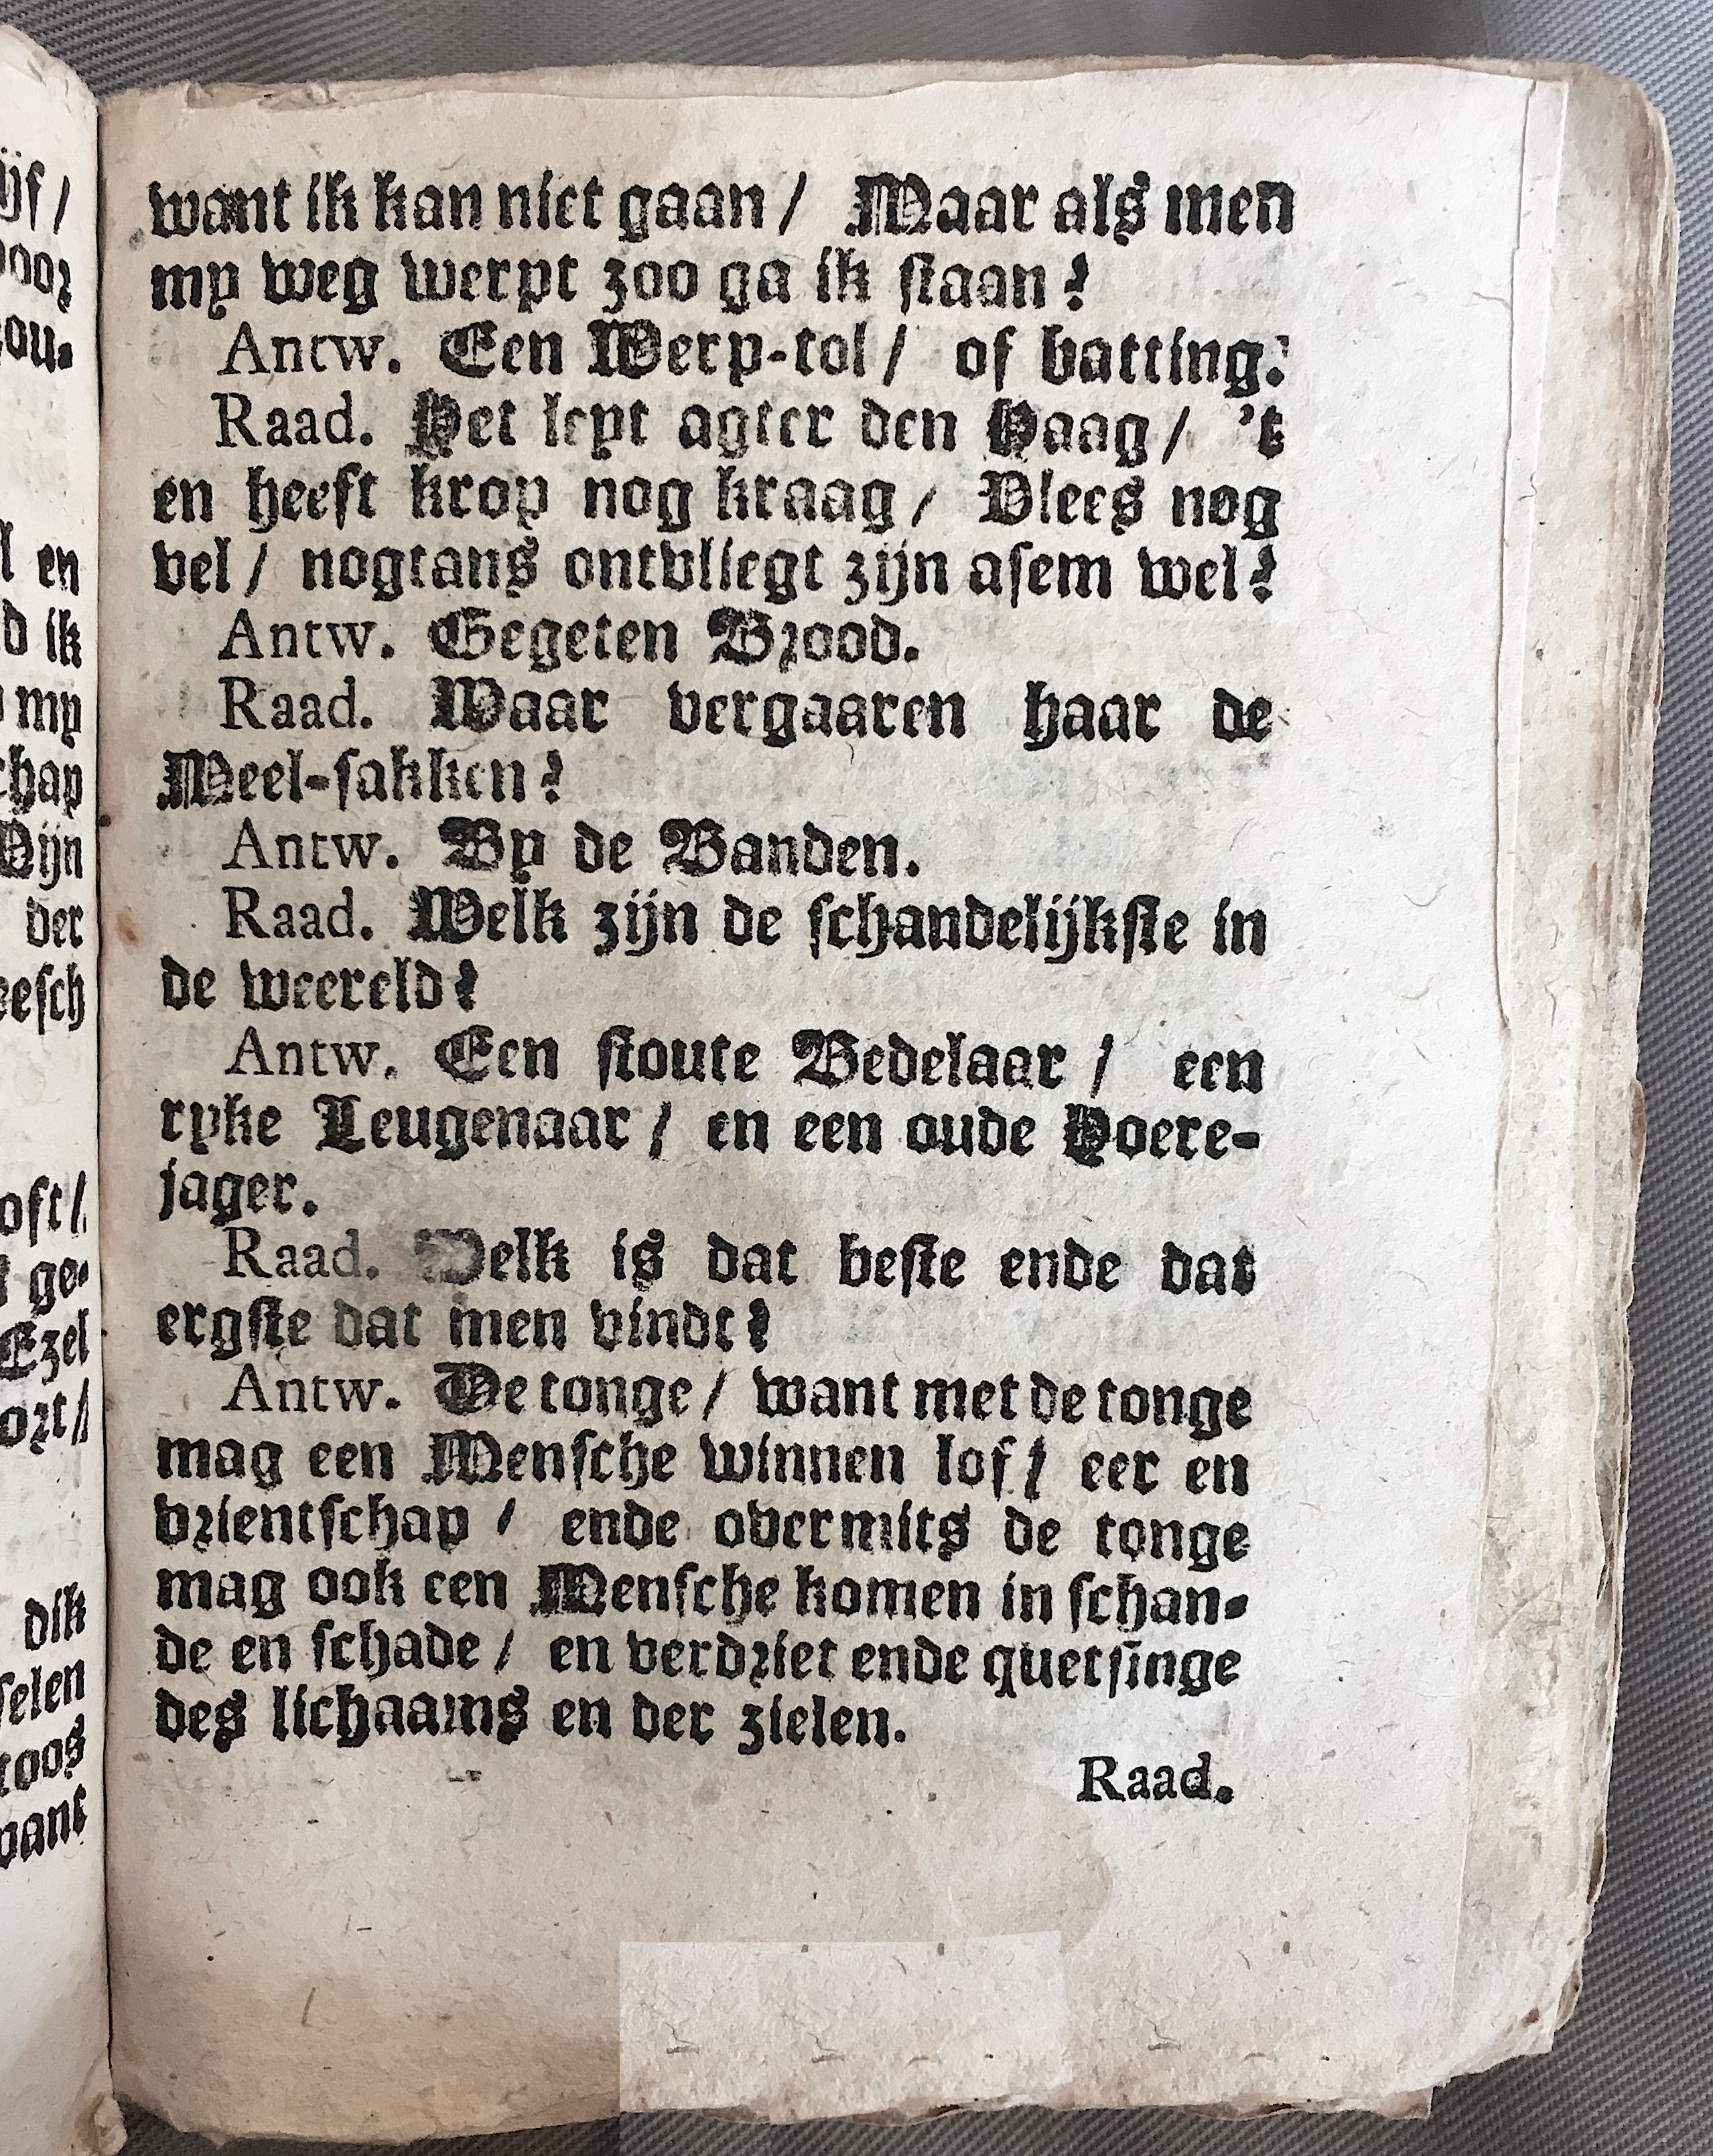 want ik kan niet gaan / Maar als men
my weg werpt zoo ga ik staan?
Antw. Een Werp-tol / of batting.
Raad. Het leyt agter den Haag / 't
en heeft krop nog kraag / Vlees nog
vel / nogtans ontvliegt zijn asem wel?
Antw. Gegeten Brood.
Raad. Waar vergaaren haar de
Meel-sakken?
Antw. By de Banden.
Raad. Welk zijn de schandelijkste in
de weereld?
Antw. Een stoute Bedelaar / een
ryke Leugenaar / en een oude Hoere-
jager.
Raad. Welk is dat beste ende dat
ergste dat men vindt?
Antw. De tonge / want met de tonge
mag een Mensche winnen lof / eer en
vrientschap / ende overmits de tonge
mag ook een Mensche komen in schan-
de en schade / en verdriet ende quetsinge
des lichaams en der zielen.
Raad.